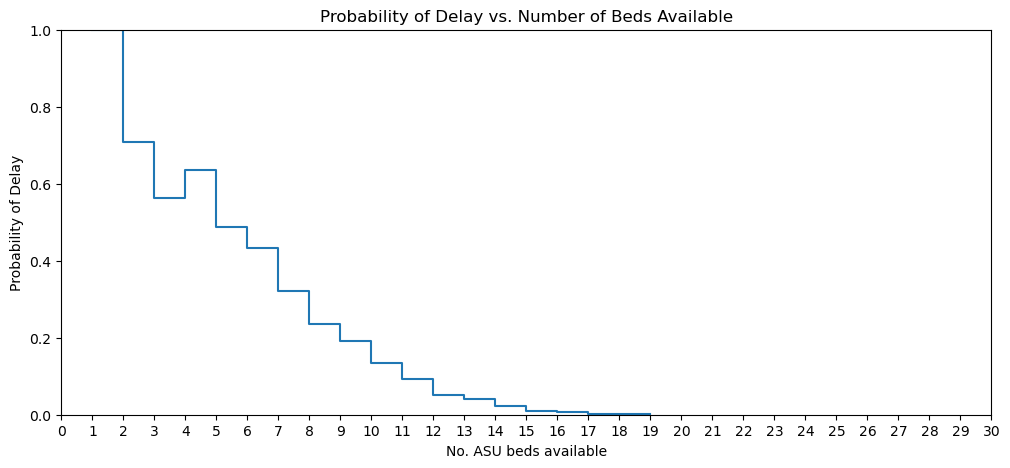 Probability of Delay vs. Number of Beds Available
1.0
0.8
0.6
0.4
0.2
0.0
Probability of Delay
0 1 2 3 4 5 6 7 8 9 10 11 12 13 14 15 16 17 18 19 20 21 22 23 24 25 26 27 28 29 30
No. ASU beds available